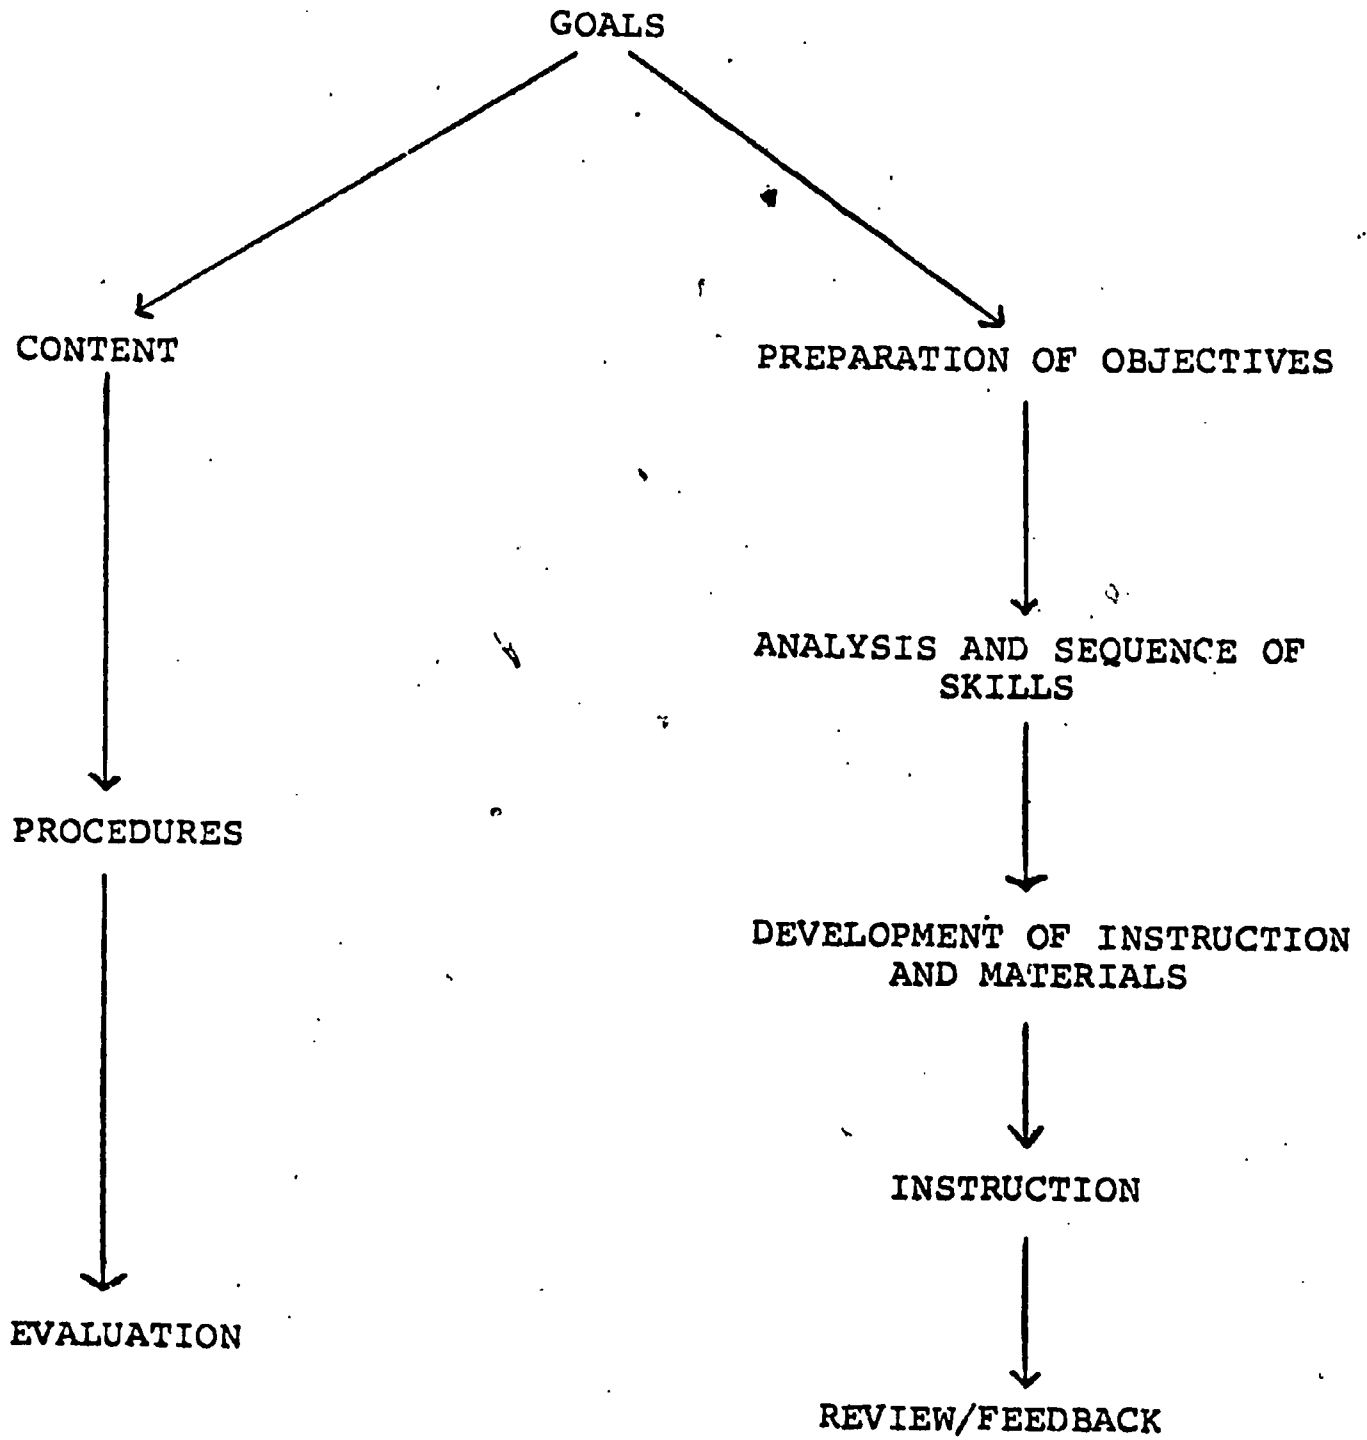 GOALS
CONTENT
PREPARATION OF OBJECTIVES
ANALYSIS AND SEQUENCE OF
SKILLS
PROCEDURES
DEVELOPMENT OF INSTRUCTION
AND MATERIALS
INSTRUCTION
EVALUATION
REVIEW/FEEDBACK